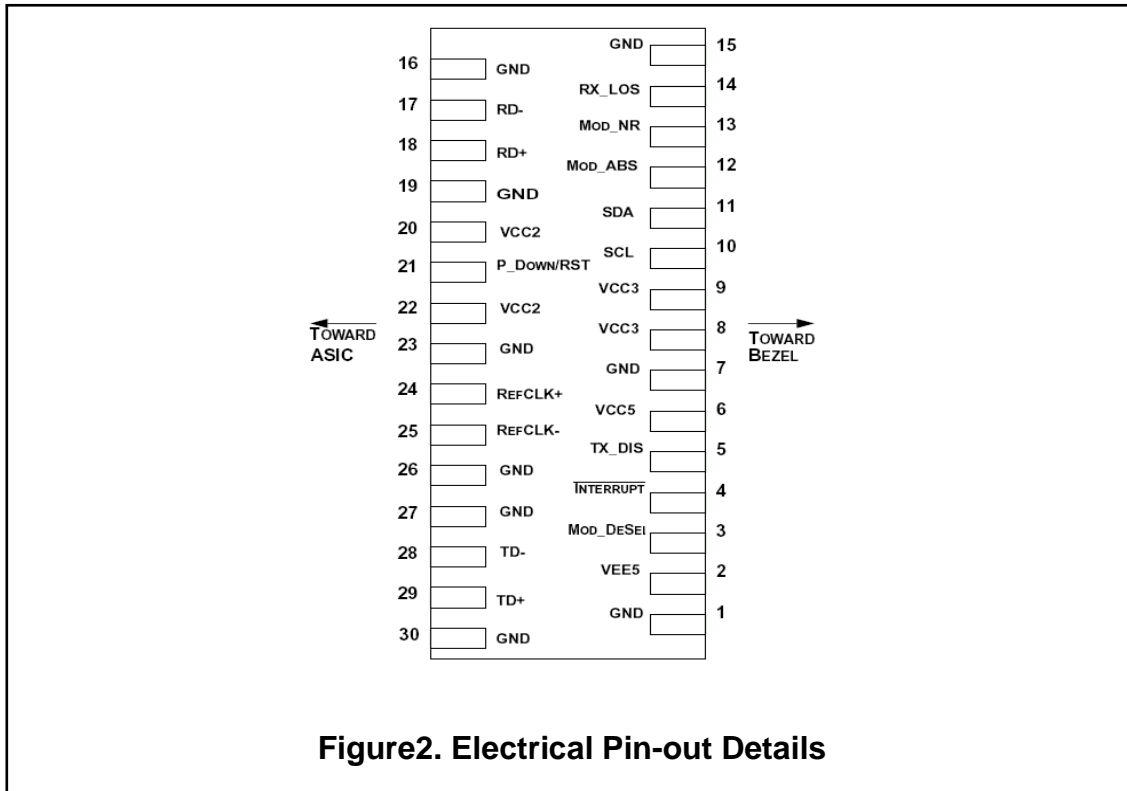 GND 15
16 GND
RX_LOS 14
17 RD-
MOD_NR 13
18 RD+
MOD_ABS 12
19 GND
SDA 11
20 VCC2
SCL 10
21 P_DOWN/RST
VCC3 9
22 VCC2
VCC3 8
TOWARD ASIC
TOWARD BEZEL
23 GND
GND 7
24 REFCLK+
VCC5 6
25 REFCLK-
TX_DIS 5
26 GND
INTERRUPT 4
27 GND
MOD_DESEI 3
28 TD-
VEE5 2
29 TD+
GND 1
30 GND
Figure2. Electrical Pin-out Details